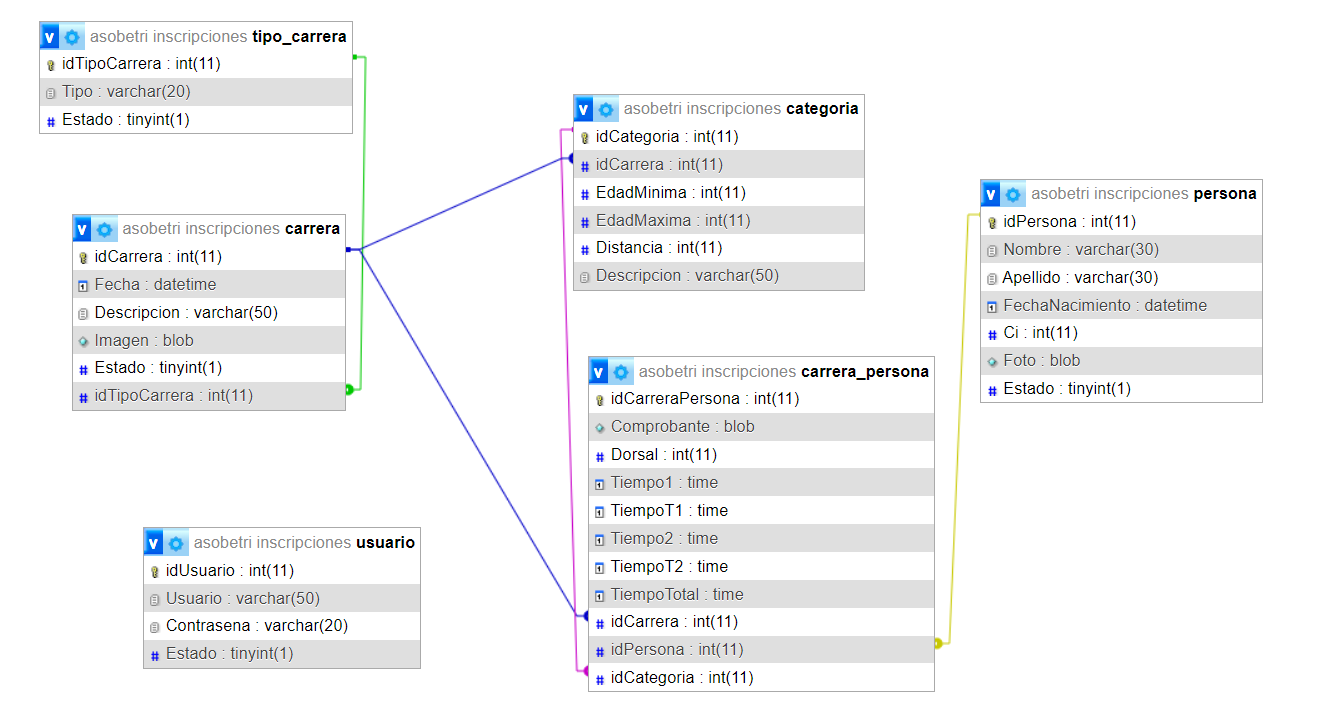 v asobetri inscripciones tipo_carrera
idTipoCarrera : int(11)
Tipo : varchar(20)
# Estado : tinyint(1)
v asobetri inscripciones carrera
idCarrera : int(11)
Fecha : datetime
Descripcion : varchar(50)
Imagen : blob
# Estado : tinyint(1)
# idTipoCarrera : int(11)
v asobetri inscripciones usuario
idUsuario : int(11)
Usuario : varchar(50)
Contrasena : varchar(20)
# Estado : tinyint(1)
v asobetri inscripciones categoria
idCategoria : int(11)
# idCarrera : int(11)
# EdadMinima : int(11)
# EdadMaxima : int(11)
# Distancia : int(11)
Descripcion : varchar(50)
v asobetri inscripciones carrera_persona
idCarreraPersona : int(11)
Comprobante : blob
# Dorsal : int(11)
Tiempo1 : time
TiempoT1 : time
Tiempo2 : time
TiempoT2 : time
TiempoTotal : time
# idCarrera : int(11)
# idPersona : int(11)
# idCategoria : int(11)
v asobetri inscripciones persona
idPersona : int(11)
Nombre : varchar(30)
Apellido : varchar(30)
FechaNacimiento : datetime
# Ci : int(11)
Foto : blob
# Estado : tinyint(1)